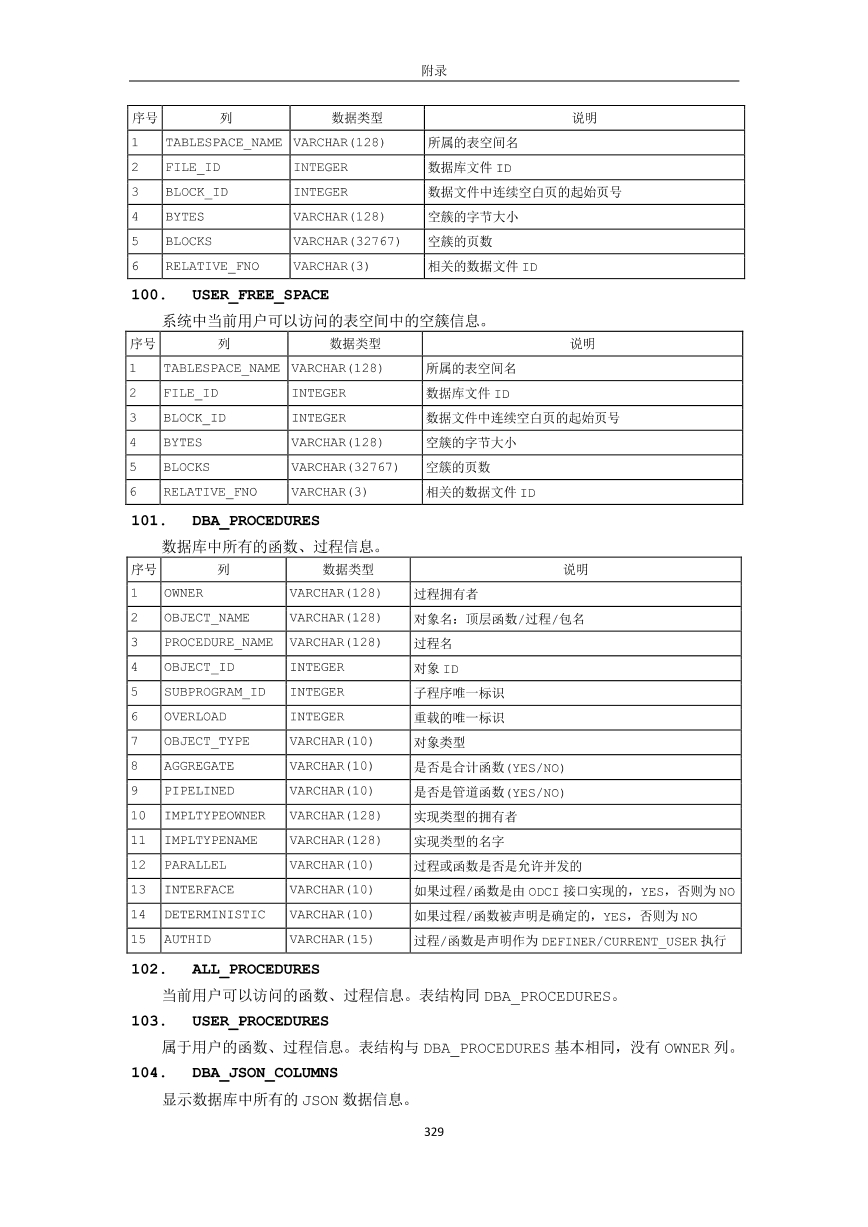 附录
序号 列 数据类型 说明
1 TABLESPACE_NAME VARCHAR(128) 所属的表空间名
2 FILE_ID INTEGER 数据库文件 ID
3 BLOCK_ID INTEGER 数据文件中连续空白页的起始页号
4 BYTES VARCHAR(128) 空簇的字节大小
5 BLOCKS VARCHAR(32767) 空簇的页数
6 RELATIVE_FNO VARCHAR(3) 相关的数据文件 ID
100. USER_FREE_SPACE
系统中当前用户可以访问的表空间中的空簇信息。
序号 列 数据类型 说明
1 TABLESPACE_NAME VARCHAR(128) 所属的表空间名
2 FILE_ID INTEGER 数据库文件 ID
3 BLOCK_ID INTEGER 数据文件中连续空白页的起始页号
4 BYTES VARCHAR(128) 空簇的字节大小
5 BLOCKS VARCHAR(32767) 空簇的页数
6 RELATIVE_FNO VARCHAR(3) 相关的数据文件 ID
101. DBA_PROCEDURES
数据库中所有的函数、过程信息。
序号 列 数据类型 说明
1 OWNER VARCHAR(128) 过程拥有者
2 OBJECT_NAME VARCHAR(128) 对象名：顶层函数/过程/包名
3 PROCEDURE_NAME VARCHAR(128) 过程名
4 OBJECT_ID INTEGER 对象 ID
5 SUBPROGRAM_ID INTEGER 子程序唯一标识
6 OVERLOAD INTEGER 重载的唯一标识
7 OBJECT_TYPE VARCHAR(10) 对象类型
8 AGGREGATE VARCHAR(10) 是否是合计函数(YES/NO)
9 PIPELINED VARCHAR(10) 是否是管道函数(YES/NO)
10 IMPLTYPEOWNER VARCHAR(128) 实现类型的拥有者
11 IMPLTYPENAME VARCHAR(128) 实现类型的名字
12 PARALLEL VARCHAR(10) 过程或函数是否是允许并发的
13 INTERFACE VARCHAR(10) 如果过程/函数是由 ODCI 接口实现的，YES，否则为 NO
14 DETERMINISTIC VARCHAR(10) 如果过程/函数被声明是确定的，YES，否则为 NO
15 AUTHID VARCHAR(15) 过程/函数是声明作为 DEFINER/CURRENT_USER 执行
102. ALL_PROCEDURES
当前用户可以访问的函数、过程信息。表结构同 DBA_PROCEDURES。
103. USER_PROCEDURES
属于用户的函数、过程信息。表结构与 DBA_PROCEDURES 基本相同，没有 OWNER 列。
104. DBA_JSON_COLUMNS
显示数据库中所有的 JSON 数据信息。
329